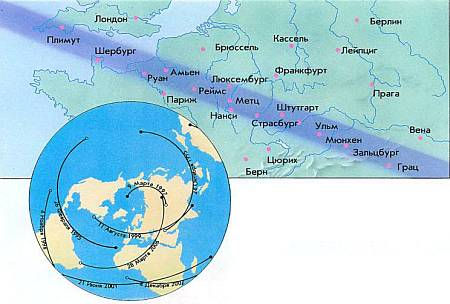 Лондон
Берлин
Плимут
Шербург
Брюссель
Кассель
Лейпциг
Руан
Амьен
Люксембург
Франкфурт
Париж
Реймс
Метц
Прага
Нанси
Штутгарт
Страсбург
Ульм
Вена
Мюнхен
Зальцбург
Цюрих
Берн
Грац
9 Марта 1997
26 Февраля 1998
11 Августа 1999
29 Марта 2006
21 Июня 2001
4 Декабря 2002